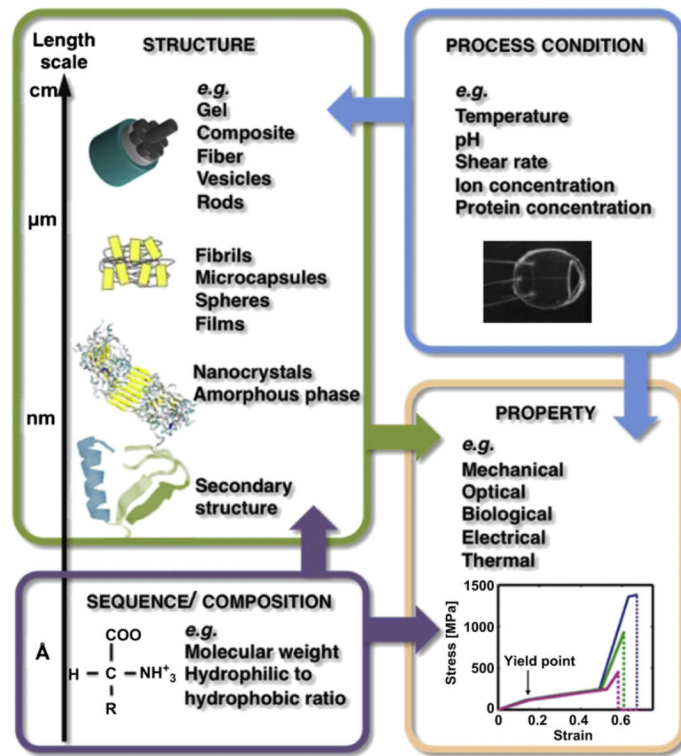 Length
scale
cm
µm
nm
Å
STRUCTURE
e.g.
Gel
Composite
Fiber
Vesicles
Rods
Fibrils
Microcapsules
Spheres
Films
Nanocrystals
Amorphous phase
Secondary
structure
PROCESS CONDITION
e.g.
Temperature
pH
Shear rate
Ion concentration
Protein concentration
SEQUENCE/ COMPOSITION
e.g.
Molecular weight
Hydrophilic to
hydrophobic ratio
COO
H – C – NH⁺₃
R
PROPERTY
e.g.
Mechanical
Optical
Biological
Electrical
Thermal
Stress [MPa]
1500
1000
500
0
Yield point
0 0.2 0.4 0.6
Strain